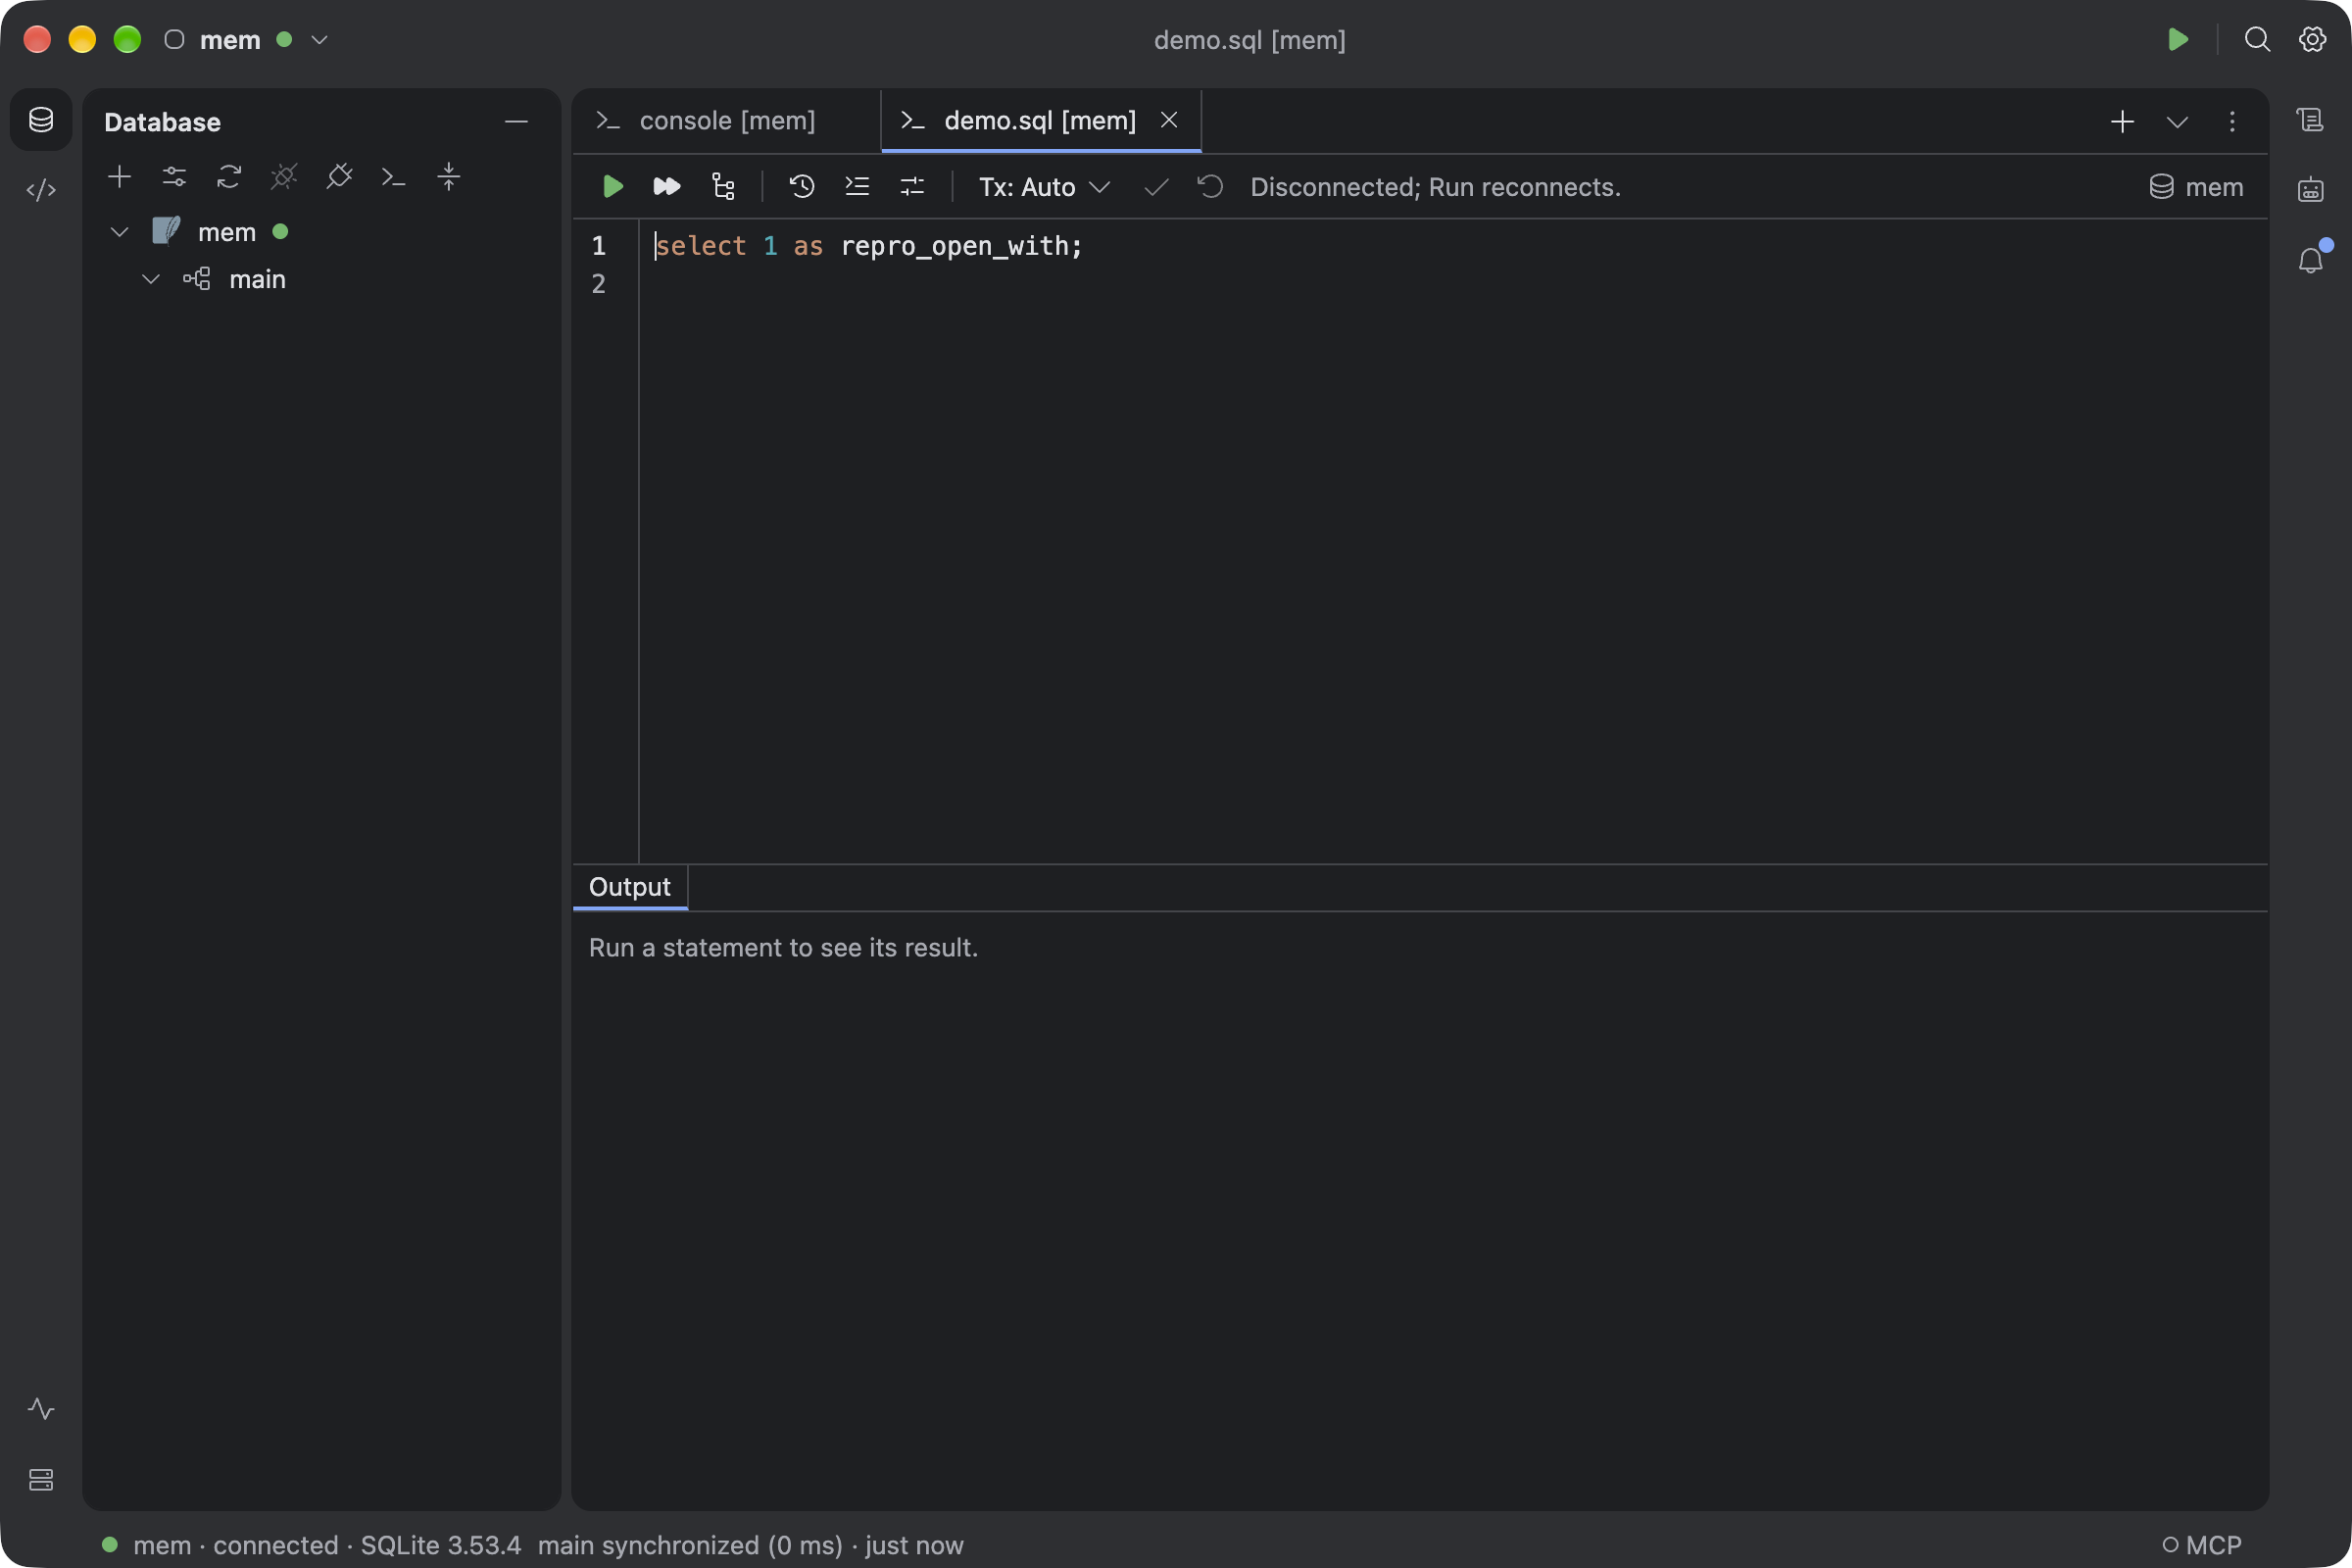 mem
demo.sql [mem]
Database
console [mem]
demo.sql [mem]
Tx: Auto
Disconnected; Run reconnects.
mem
mem
main
1 select 1 as repro_open_with;
2
Output
Run a statement to see its result.
mem · connected · SQLite 3.53.4 main synchronized (0 ms) · just now
MCP